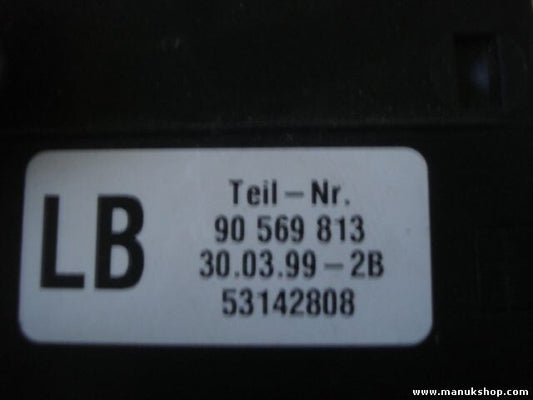 LB
Teil – Nr.
90 569 813
30.03.99 – 2B
53142808
www.manukshop.com